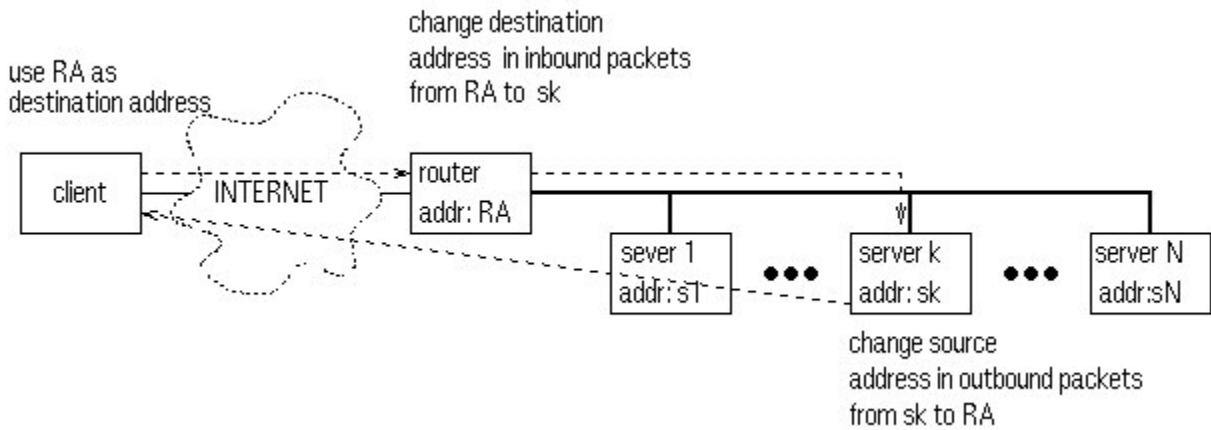 change destination
address in inbound packets
from RA to sk
use RA as
destination address
client
INTERNET
router
addr: RA
sever 1
addr: s1
server k
addr: sk
server N
addr:sN
change source
address in outbound packets
from sk to RA